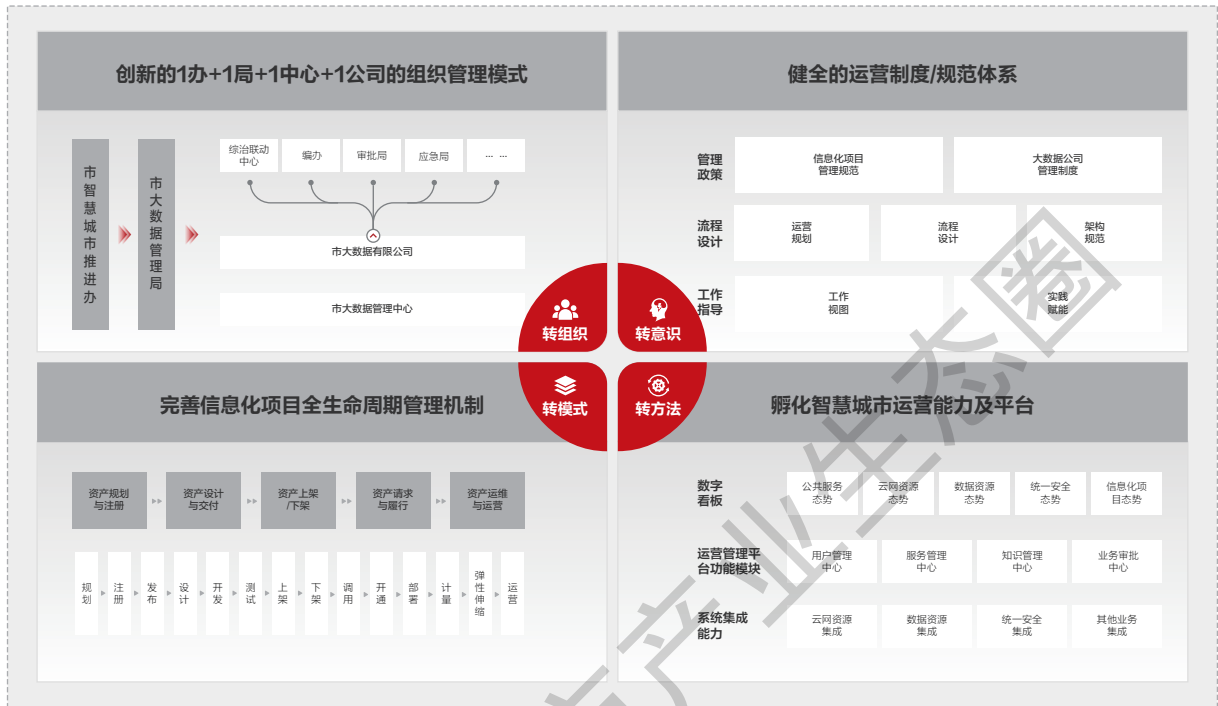 创新的1办+1局+1中心+1公司的组织管理模式
市智慧城市推进办
市大数据管理局
综治联动
中心
编办
审批局
应急局
... ...
市大数据有限公司
市大数据管理中心
转组织
健全的运营制度/规范体系
管理
政策
信息化项目
管理规范
大数据公司
管理制度
流程
设计
运营
规划
流程
设计
架构
规范
工作
指导
工作
视图
实践
赋能
转意识
完善信息化项目全生命周期管理机制
转模式
资产规划
与注册
资产设计
与交付
资产上架
/下架
资产请求
与履行
资产运维
与运营
规划
注册
发布
设计
开发
测试
上架
下架
调用
开通
部署
计量
弹性伸缩
运营
孵化智慧城市运营能力及平台
转方法
数字
看板
公共服务
态势
云网资源
态势
数据资源
态势
统一安全
态势
信息化项
目态势
运营管理平
台功能模块
用户管理
中心
服务管理
中心
知识管理
中心
业务审批
中心
系统集成
能力
云网资源
集成
数据资源
集成
统一安全
集成
其他业务
集成
产业生态圈